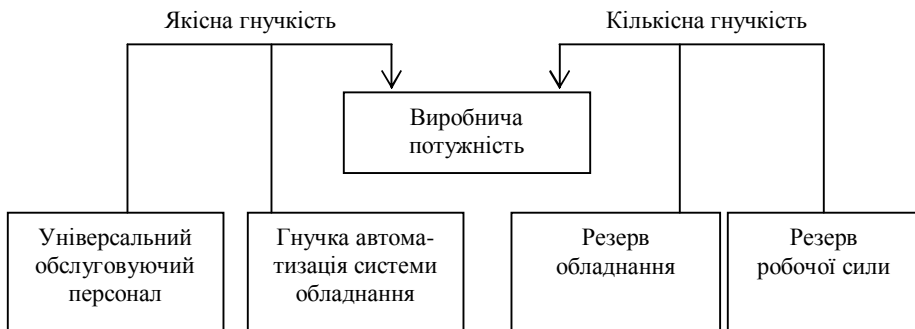 Якісна гнучкість
Кількісна гнучкість
Виробнича
потужність
Універсальний
обслуговуючий
персонал
Гнучка автома-
тизація системи
обладнання
Резерв
обладнання
Резерв
робочої сили